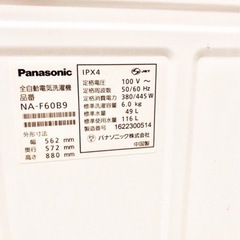 Panasonic
全自動電気洗濯機
品番
NA-F60B9
外形寸法
幅 562 mm
奥行 572 mm
高さ 880 mm
IPX4
JET
定格電圧 100 V~
定格周波数 50/60 Hz
定格消費電力 380/445 W
標準容量 6.0 kg
標準水量 49 L
標準使用水量 116 L
製造番号 1622300514
パナソニック株式会社
中国製